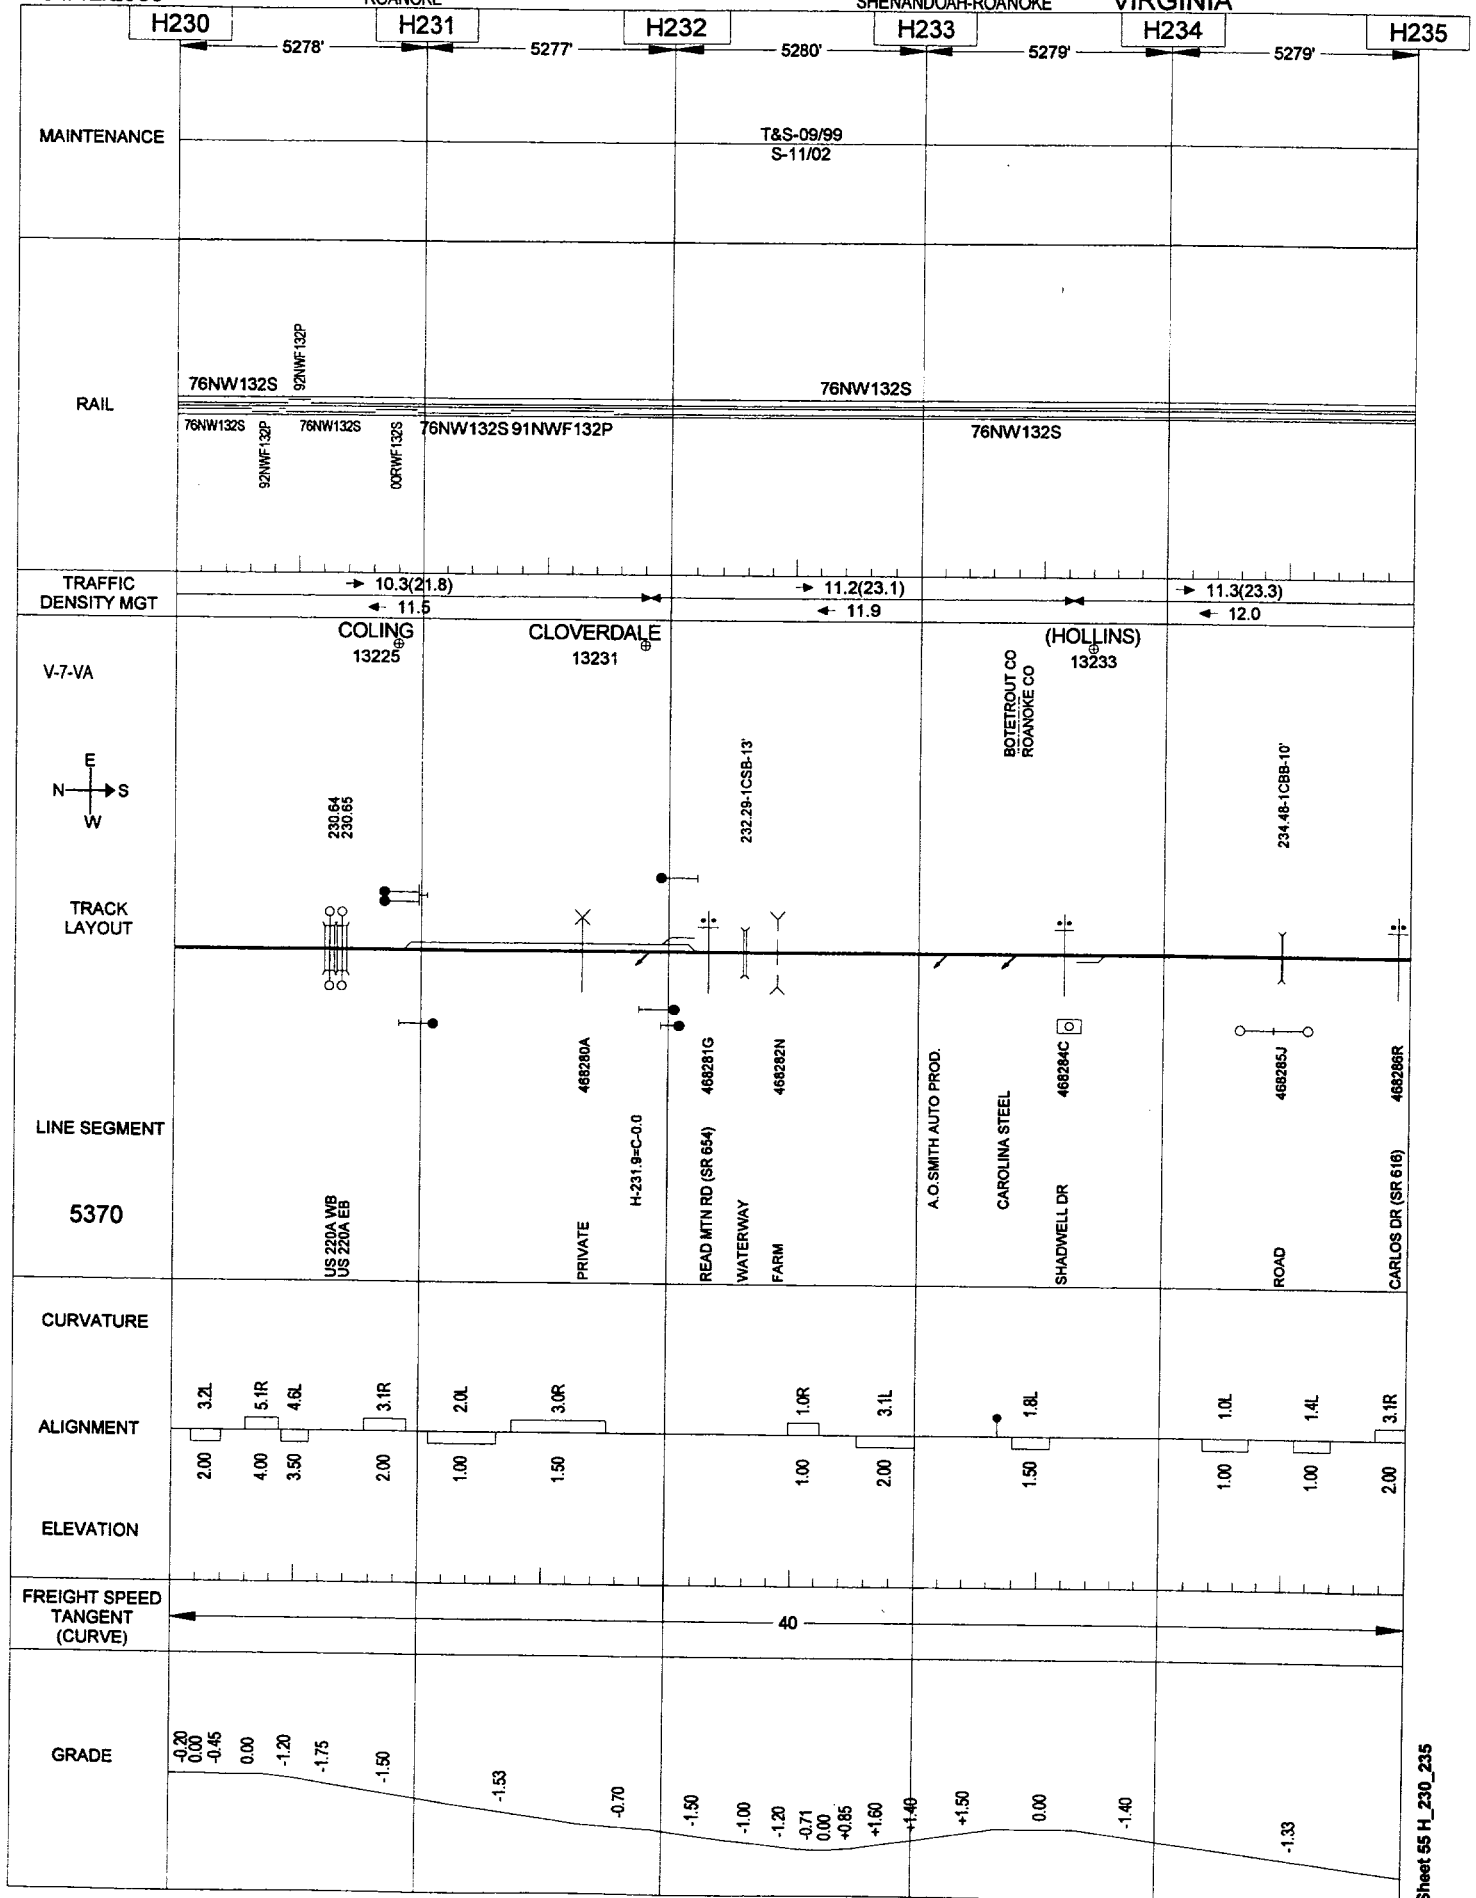 ROANOKE
SHENANDOAH-ROANOKE
VIRGINIA
H230 H231 H232 H233 H234 H235
5278' 5277' 5280' 5279' 5279'
MAINTENANCE
T&S-09/99
S-11/02
RAIL
76NW132S
92NWF132P
76NW132S
76NW132S
92NWF132P
76NW132S
00RWF132S
76NW132S 91NWF132P
76NW132S
TRAFFIC
DENSITY MGT
10.3(21.8)
11.5
11.2(23.1)
11.9
11.3(23.3)
12.0
COLING
13225
CLOVERDALE
13231
(HOLLINS)
13233
V-7-VA
BOTETROUT CO
ROANOKE CO
N E S W
230.64
230.65
232.29-1CSB-13'
234.48-1CBB-10'
TRACK
LAYOUT
468280A
468281G
468282N
468284C
468285J
468286R
LINE SEGMENT
5370
US 220A WB
US 220A EB
PRIVATE
H-231.9=C-0.0
READ MTN RD (SR 654)
WATERWAY
FARM
A.O.SMITH AUTO PROD.
CAROLINA STEEL
SHADWELL DR
ROAD
CARLOS DR (SR 616)
CURVATURE
ALIGNMENT
3.2L 5.1R 4.6L 3.1R 2.0L 3.0R 1.0R 3.1L 1.8L 1.0L 1.4L 3.1R
2.00 4.00 3.50 2.00 1.00 1.50 1.00 2.00 1.50 1.00 1.00 2.00
ELEVATION
FREIGHT SPEED
TANGENT
(CURVE)
40
GRADE
-0.20 0.00 -0.45 0.00 -1.20 -1.75 -1.50 -1.53 -0.70 -1.50 -1.00 -1.20 -0.71 0.00 +0.85 +1.60 +1.40 +1.50 0.00 -1.40 -1.33
Sheet 55 H_230_235